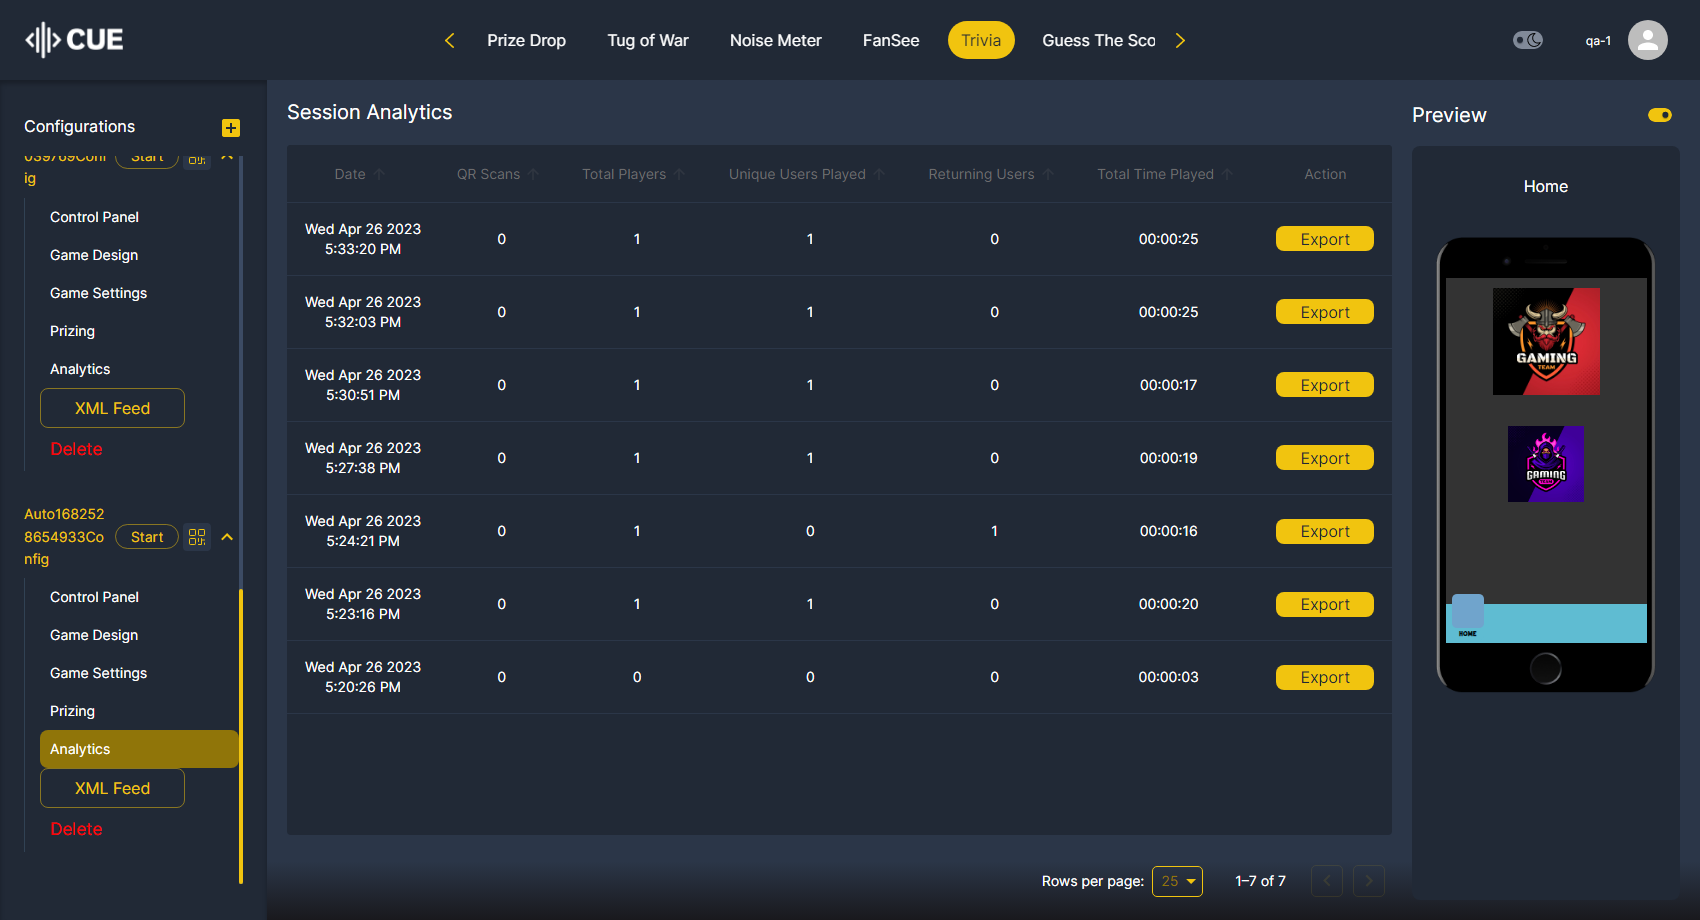 CUE
Prize Drop
Tug of War
Noise Meter
FanSee
Trivia
Guess The Sco
qa-1
Configurations
039769Conf
ig
Start
Control Panel
Game Design
Game Settings
Prizing
Analytics
XML Feed
Delete
Auto168252
8654933Co
nfig
Start
Control Panel
Game Design
Game Settings
Prizing
Analytics
XML Feed
Delete
Session Analytics
Date QR Scans Total Players Unique Users Played Returning Users Total Time Played Action
Wed Apr 26 2023
5:33:20 PM 0 1 1 0 00:00:25 Export
Wed Apr 26 2023
5:32:03 PM 0 1 1 0 00:00:25 Export
Wed Apr 26 2023
5:30:51 PM 0 1 1 0 00:00:17 Export
Wed Apr 26 2023
5:27:38 PM 0 1 1 0 00:00:19 Export
Wed Apr 26 2023
5:24:21 PM 0 1 0 1 00:00:16 Export
Wed Apr 26 2023
5:23:16 PM 0 1 1 0 00:00:20 Export
Wed Apr 26 2023
5:20:26 PM 0 0 0 0 00:00:03 Export
Rows per page: 25 1–7 of 7
Preview
Home
GAMING
TEAM
GAMING
TEAM
HOME